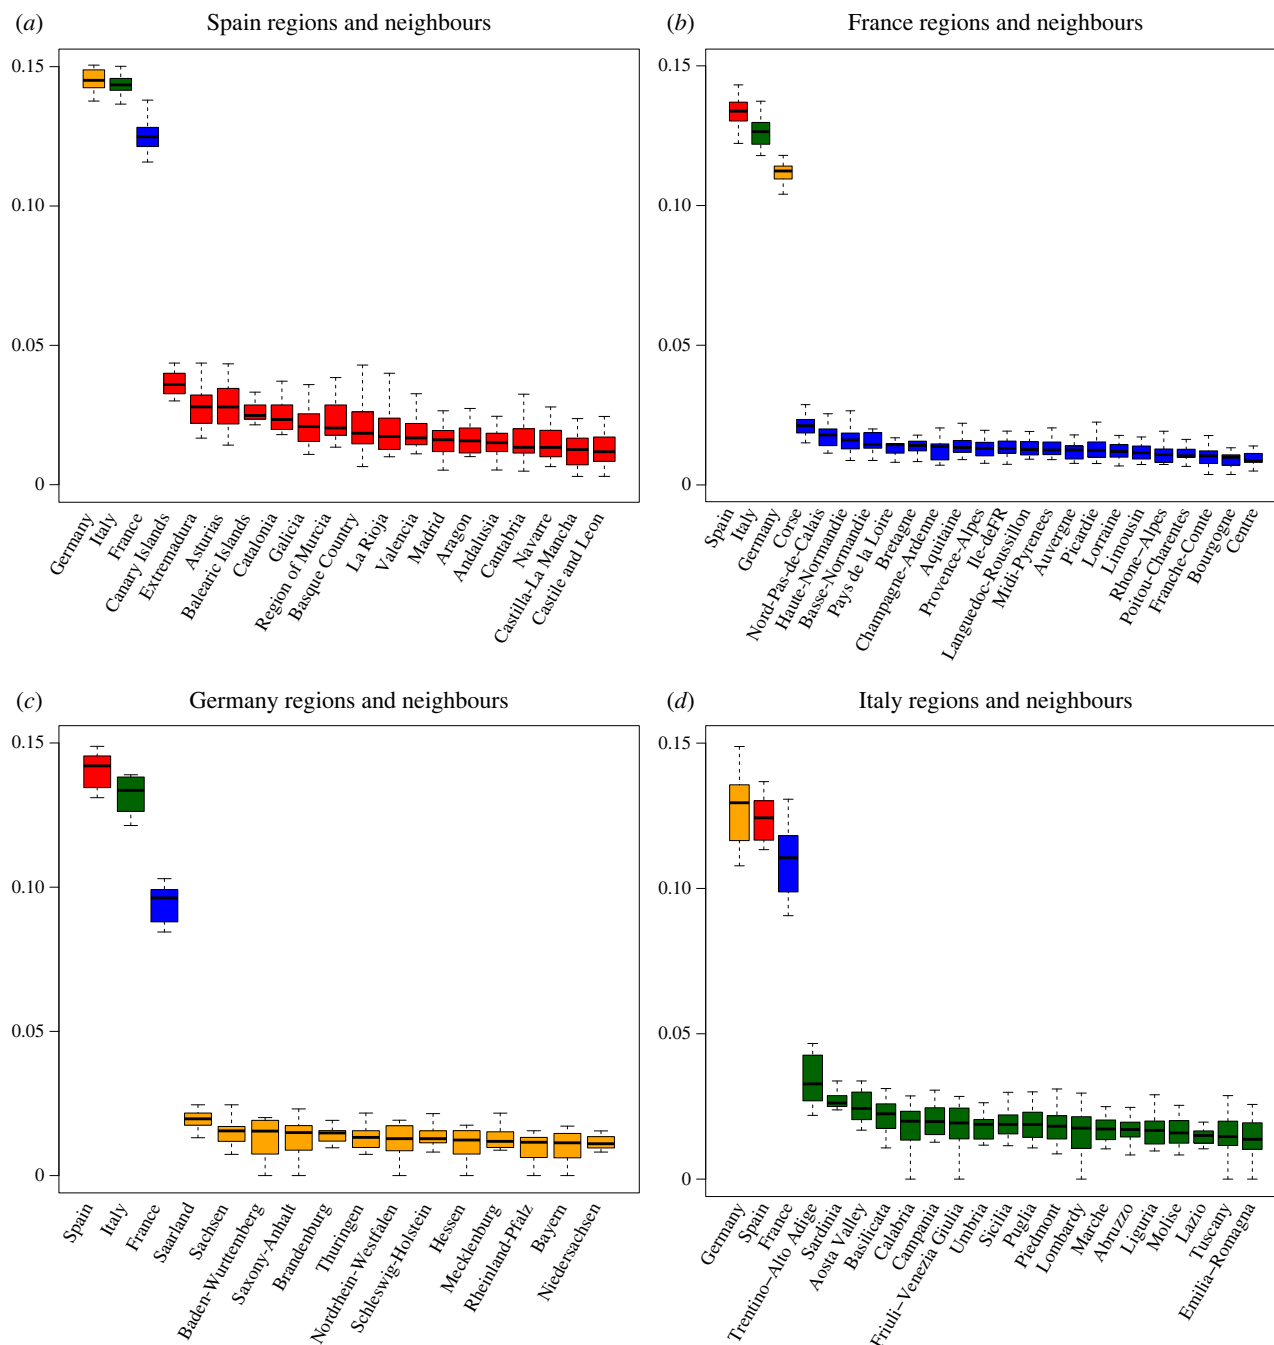 (a) Spain regions and neighbours
0.15
0.10
0.05
0
Germany
Italy
France
Canary Islands
Extremadura
Asturias
Balearic Islands
Catalonia
Galicia
Region of Murcia
Basque Country
La Rioja
Valencia
Madrid
Aragon
Andalusia
Cantabria
Navarre
Castilla-La Mancha
Castile and Leon
(b) France regions and neighbours
0.15
0.10
0.05
0
Spain
Italy
Germany
Corse
Nord-Pas-de-Calais
Haute-Normandie
Basse-Normandie
Pays de la Loire
Bretagne
Champagne-Ardenne
Aquitaine
Provence-Alpes
Ile-deFR
Languedoc-Roussillon
Midi-Pyrenees
Auvergne
Picardie
Lorraine
Limousin
Rhone-Alpes
Poitou-Charentes
Franche-Comte
Bourgogne
Centre
(c) Germany regions and neighbours
0.15
0.10
0.05
0
Spain
Italy
France
Saarland
Sachsen
Baden-Wurttemberg
Saxony-Anhalt
Brandenburg
Thuringen
Nordrhein-Westfalen
Schleswig-Holstein
Hessen
Mecklenburg
Rheinland-Pfalz
Bayern
Niedersachsen
(d) Italy regions and neighbours
0.15
0.10
0.05
0
Germany
Spain
France
Trentino-Alto Adige
Sardinia
Aosta Valley
Basilicata
Calabria
Campania
Friuli-Venezia Giulia
Umbria
Sicilia
Puglia
Piedmont
Lombardy
Marche
Abruzzo
Liguria
Molise
Lazio
Tuscany
Emilia-Romagna